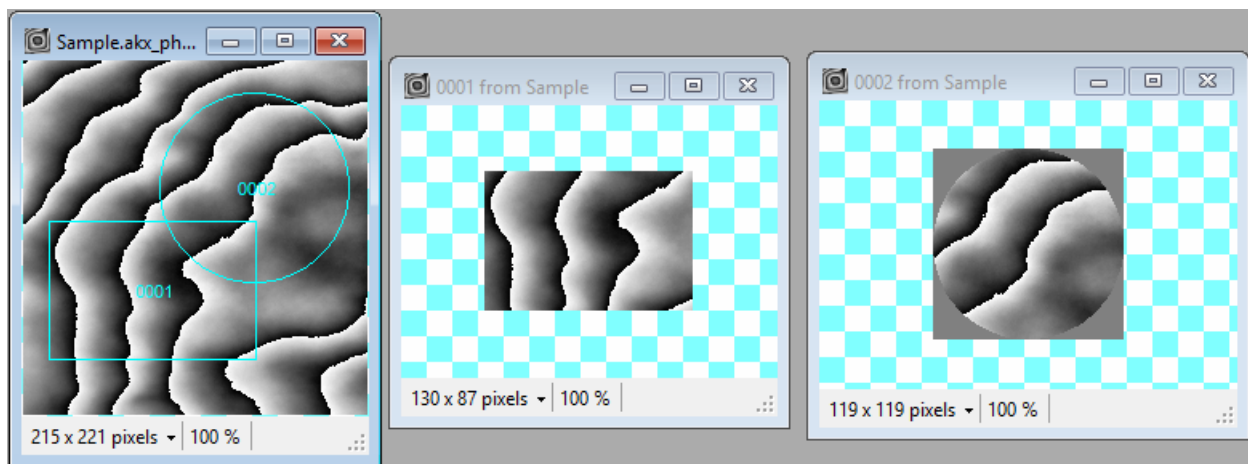 Sample.akx_ph...
0002
0001
215 x 221 pixels
100 %
0001 from Sample
130 x 87 pixels
100 %
0002 from Sample
119 x 119 pixels
100 %